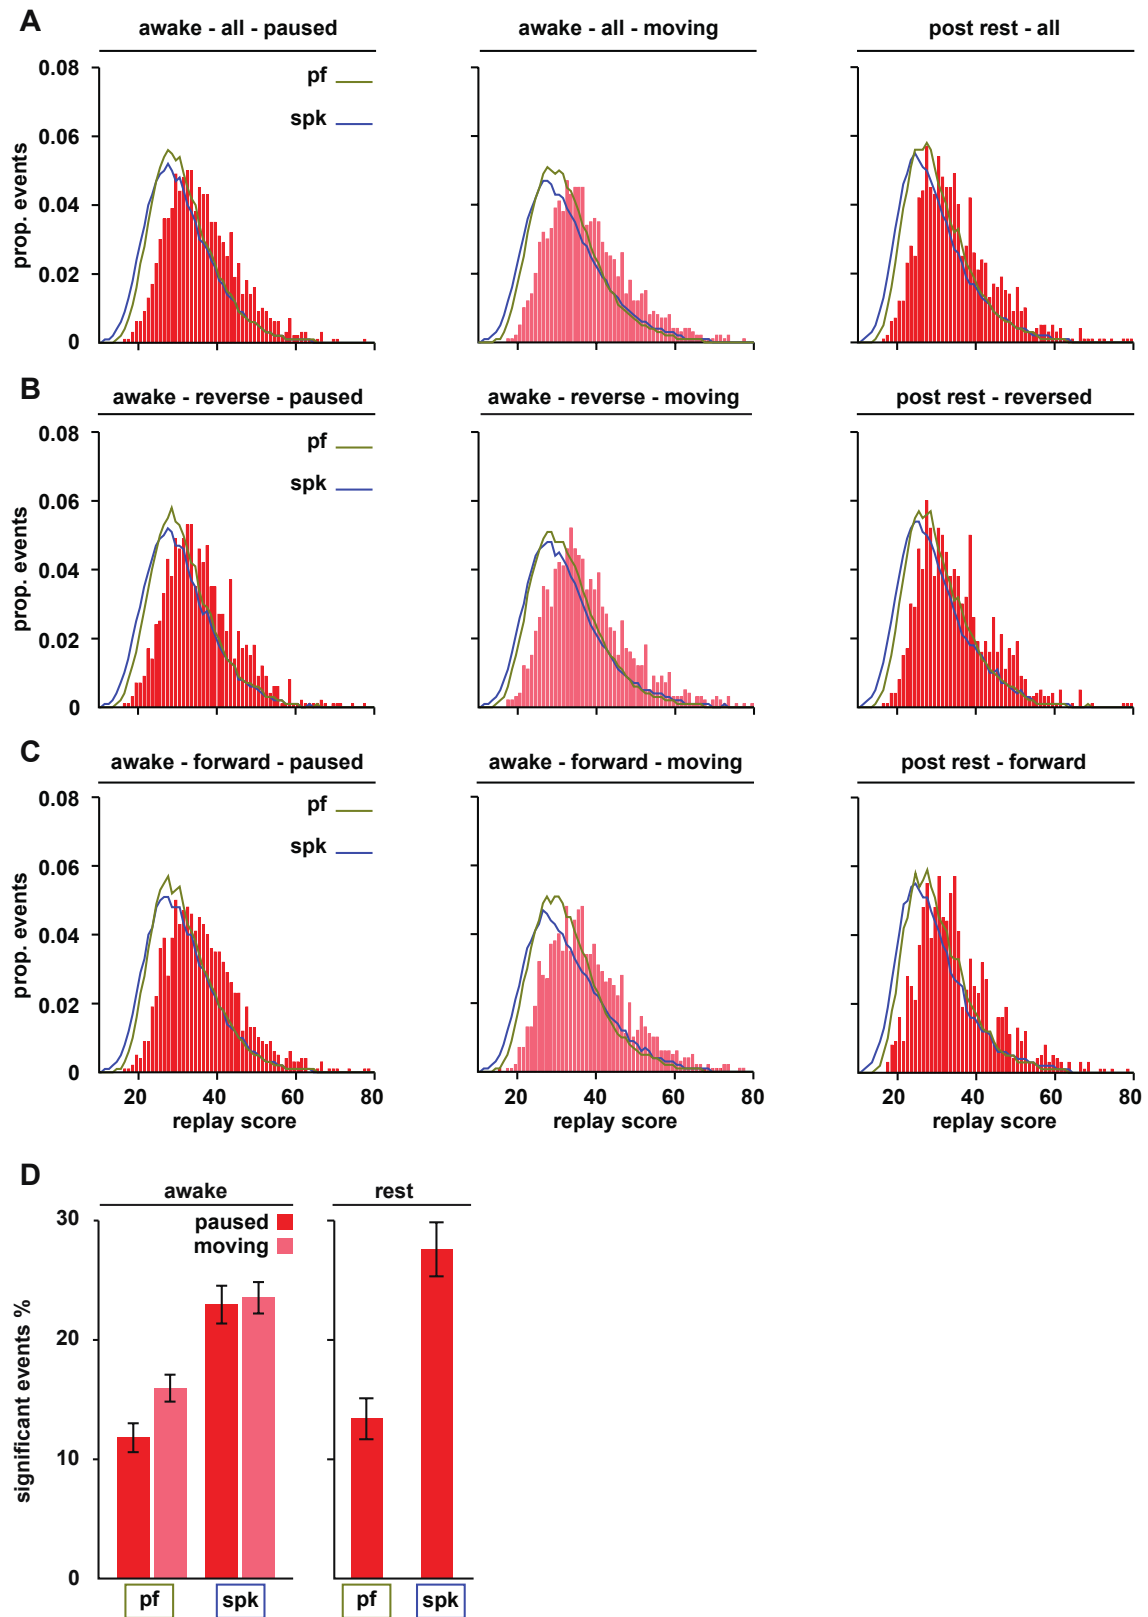 A
awake - all - paused
awake - all - moving
post rest - all
0.08
0.06
0.04
0.02
0
prop. events
pf
spk
B
awake - reverse - paused
awake - reverse - moving
post rest - reversed
0.08
0.06
0.04
0.02
0
prop. events
pf
spk
C
awake - forward - paused
awake - forward - moving
post rest - forward
0.08
0.06
0.04
0.02
0
prop. events
pf
spk
20 40 60 80
20 40 60 80
20 40 60 80
replay score
replay score
replay score
D
awake
rest
30
20
10
0
significant events %
paused
moving
pf
spk
pf
spk